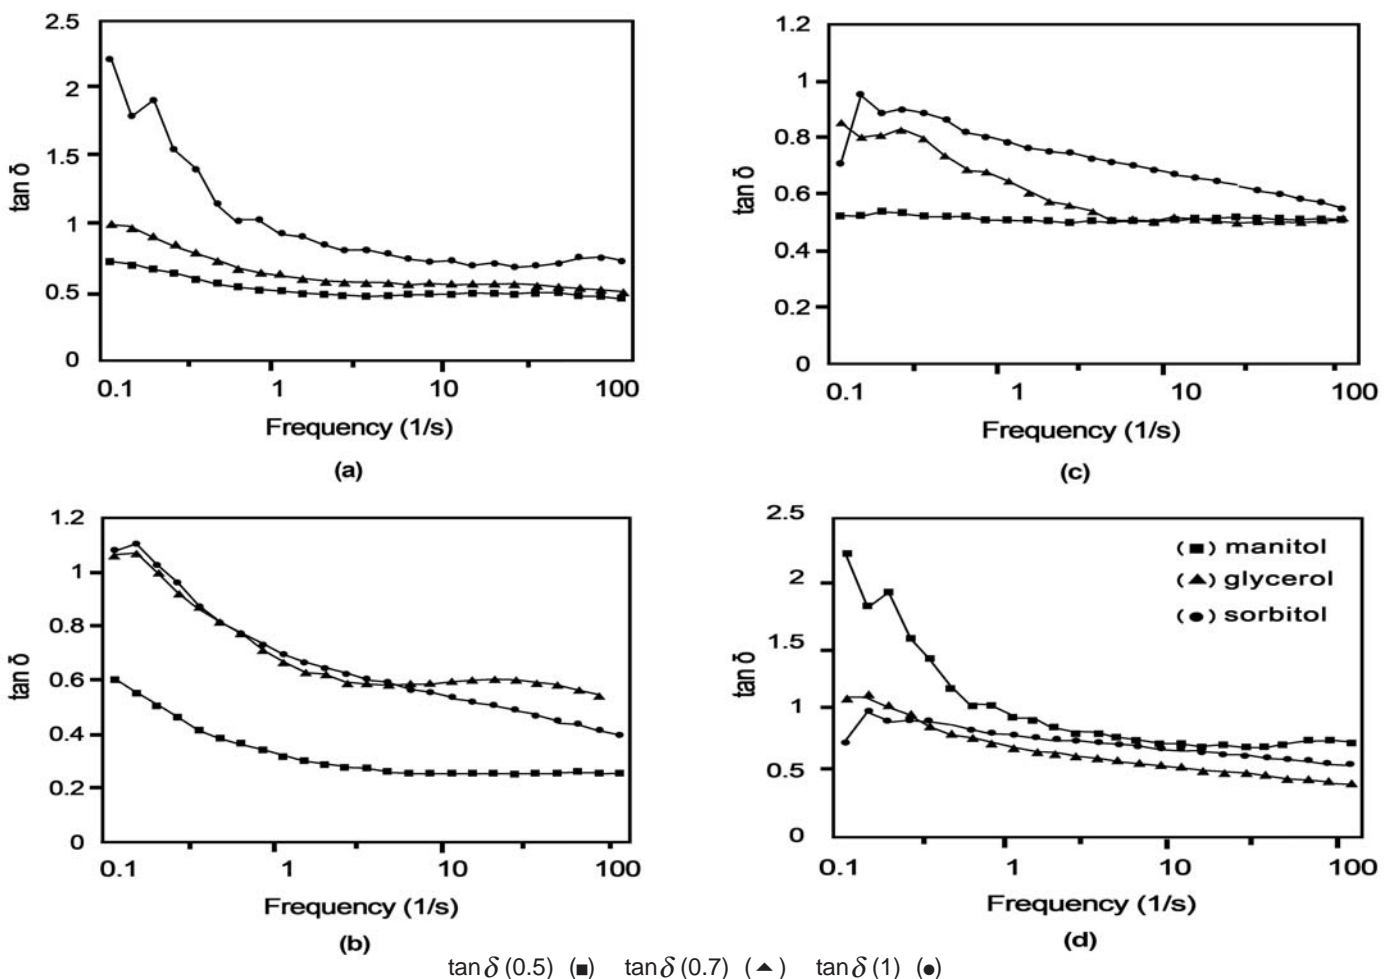 2.5
2
1.5
1
0.5
0
tan δ
0.1 1 10 100
Frequency (1/s)
(a)
1.2
1
0.8
0.6
0.4
0.2
0
tan δ
0.1 1 10 100
Frequency (1/s)
(c)
1.2
1
0.8
0.6
0.4
0.2
0
tan δ
0.1 1 10 100
Frequency (1/s)
(b)
2.5
2
1.5
1
0.5
0
tan δ
(■) manitol
(▲) glycerol
(●) sorbitol
0.1 1 10 100
Frequency (1/s)
(d)
tan δ (0.5) (■) tan δ (0.7) (▲) tan δ (1) (●)